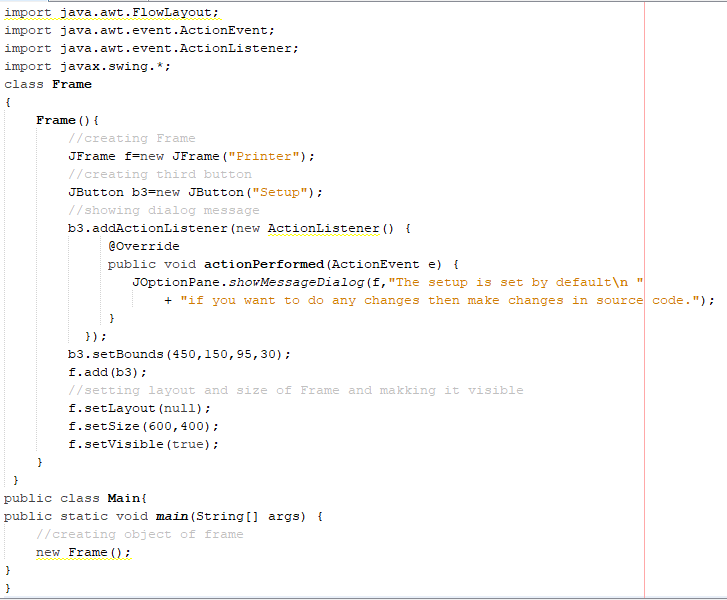 import java.awt.FlowLayout;
import java.awt.event.ActionEvent;
import java.awt.event.ActionListener;
import javax.swing.*;
class Frame
{
    Frame(){
        //creating Frame
        JFrame f=new JFrame("Printer");
        //creating third button
        JButton b3=new JButton("Setup");
        //showing dialog message
        b3.addActionListener(new ActionListener() {
             @Override
             public void actionPerformed(ActionEvent e) {
                JOptionPane.showMessageDialog(f,"The setup is set by default\n "
                    + "if you want to do any changes then make changes in source code.");
             }
          });
        b3.setBounds(450,150,95,30);
        f.add(b3);
        //setting layout and size of Frame and makking it visible
        f.setLayout(null);
        f.setSize(600,400);
        f.setVisible(true);
    }
 }
public class Main{
public static void main(String[] args) {
    //creating object of frame
    new Frame();
}
}